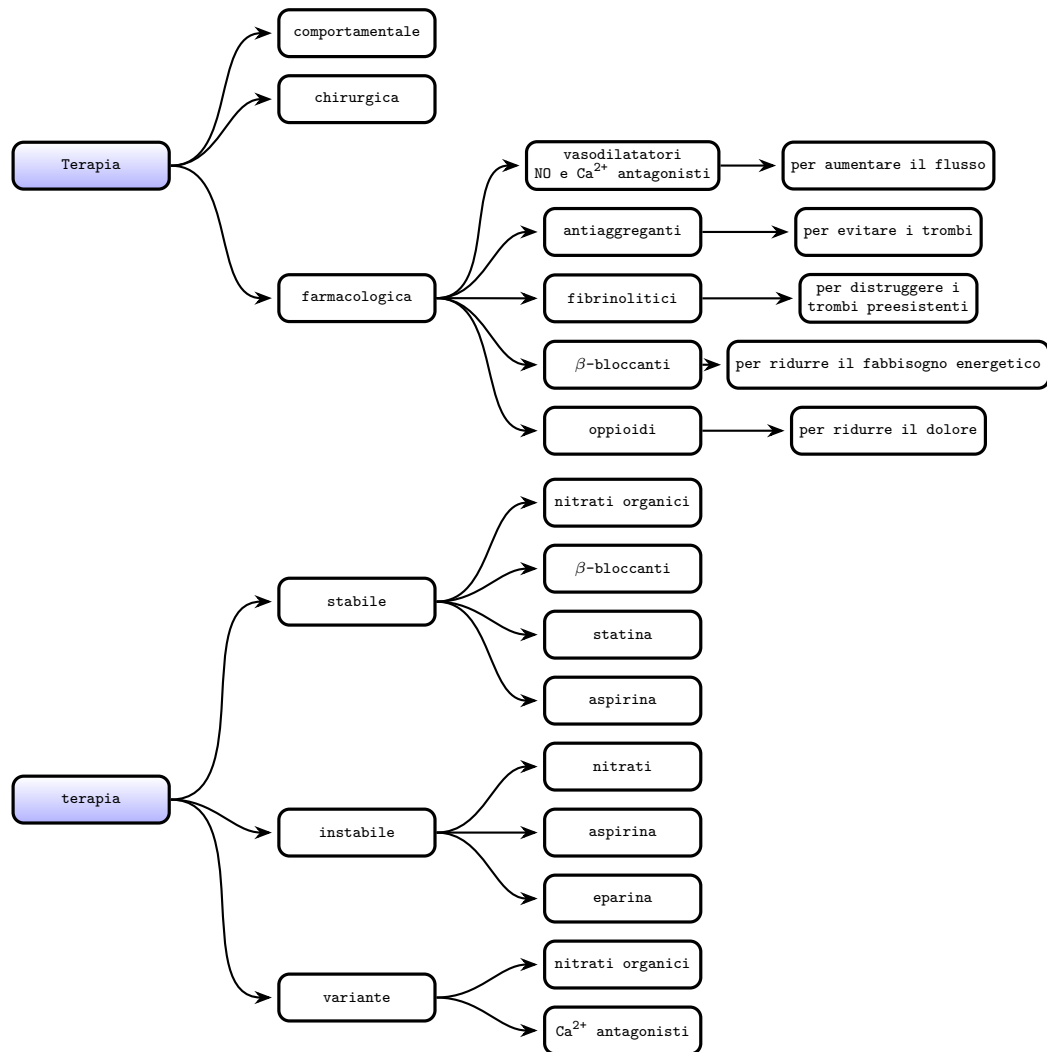 comportamentale
chirurgica
Terapia
vasodilatatori
NO e Ca²⁺ antagonisti
per aumentare il flusso
antiaggreganti
per evitare i trombi
farmacologica
fibrinolitici
per distruggere i
trombi preesistenti
β-bloccanti
per ridurre il fabbisogno energetico
oppioidi
per ridurre il dolore
nitrati organici
β-bloccanti
stabile
statina
aspirina
nitrati
terapia
instabile
aspirina
eparina
nitrati organici
variante
Ca²⁺ antagonisti